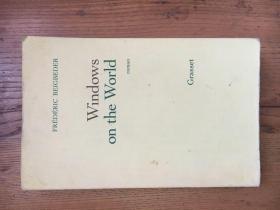 FRÉDÉRIC BEIGBEDER
Windows
on the World
roman
Grasset